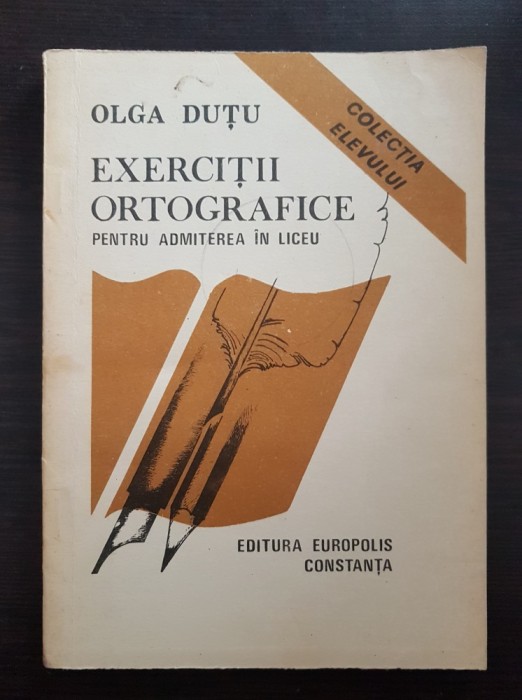 OLGA DUȚU
EXERCIȚII
ORTOGRAFICE
PENTRU ADMITEREA ÎN LICEU
COLECȚIA
ELEVULUI
EDITURA EUROPOLIS
CONSTANȚA